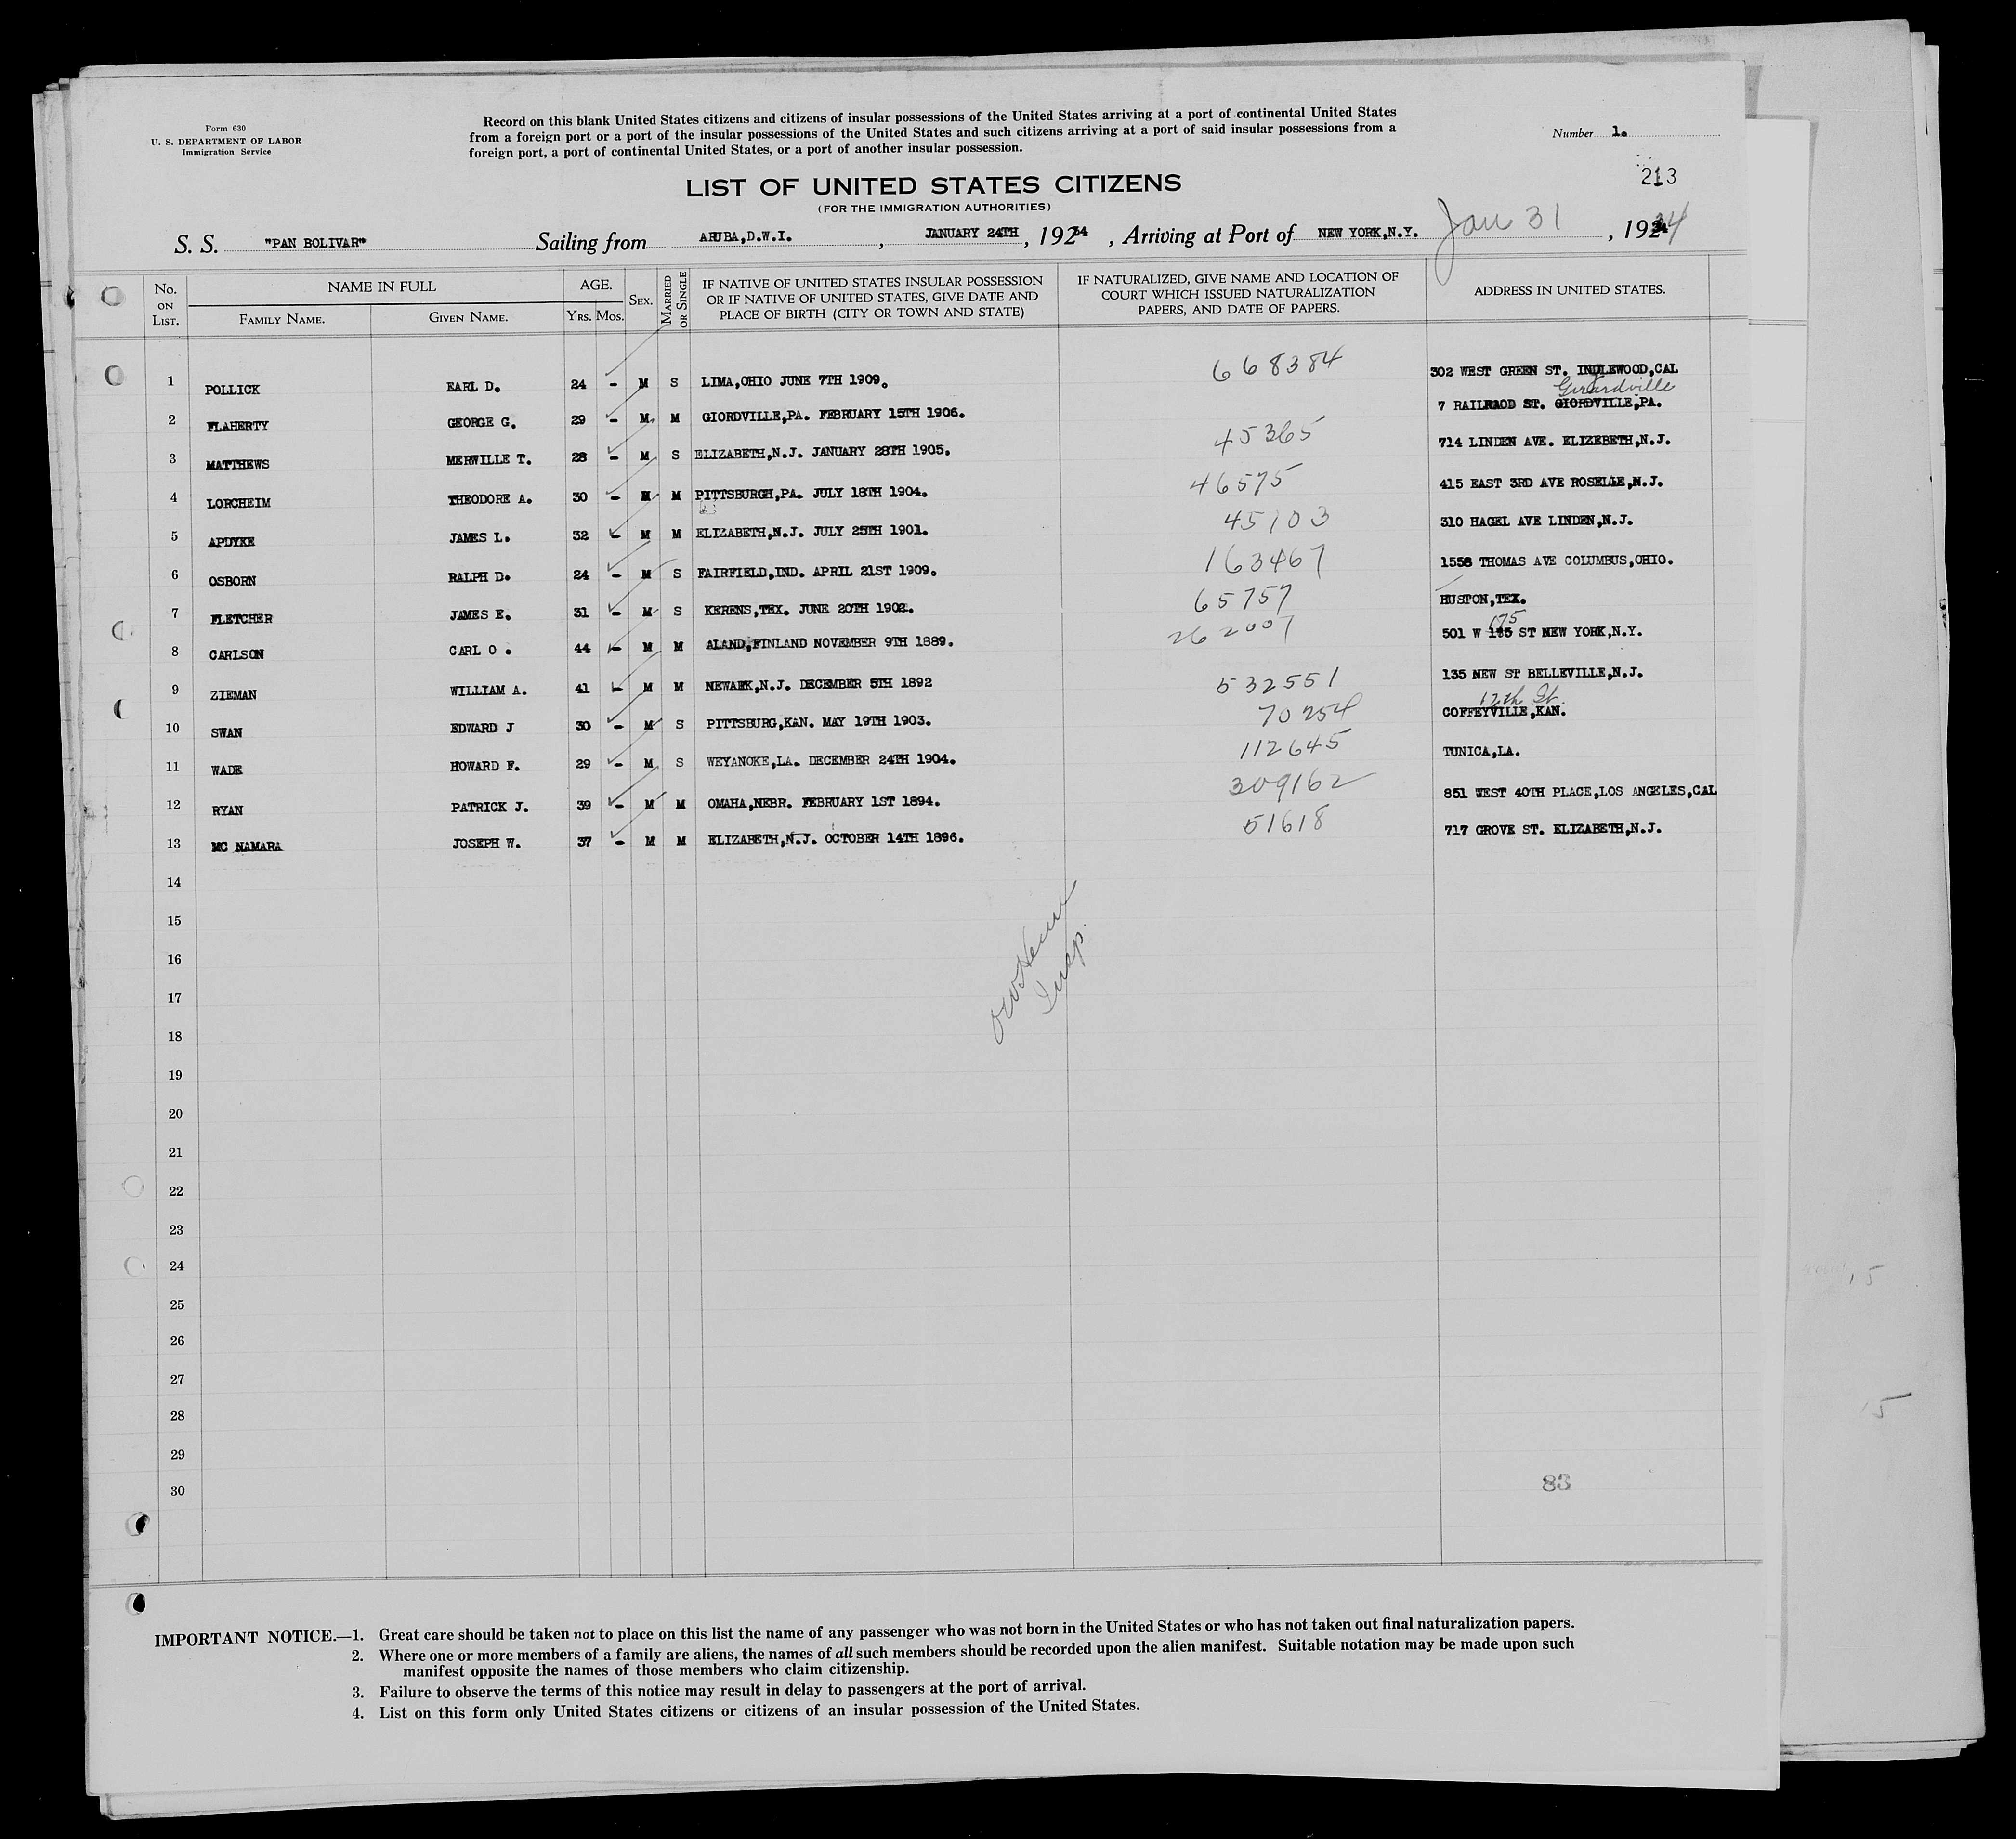 Form 630
U. S. DEPARTMENT OF LABOR
Immigration Service
Record on this blank United States citizens and citizens of insular possessions of the United States arriving at a port of continental United States
from a foreign port or a port of the insular possessions of the United States and such citizens arriving at a port of said insular possessions from a
foreign port, a port of continental United States, or a port of another insular possession.
Number 1.
213
LIST OF UNITED STATES CITIZENS
(FOR THE IMMIGRATION AUTHORITIES)
S. S. "PAN BOLIVAR" Sailing from ARUBA,D.W.I. , JANUARY 24TH , 1934 , Arriving at Port of NEW YORK,N.Y. Jan 31 , 1934
No. ON LIST. NAME IN FULL FAMILY NAME. GIVEN NAME. AGE. YRS. MOS. SEX. MARRIED OR SINGLE IF NATIVE OF UNITED STATES INSULAR POSSESSION OR IF NATIVE OF UNITED STATES, GIVE DATE AND PLACE OF BIRTH (CITY OR TOWN AND STATE) IF NATURALIZED, GIVE NAME AND LOCATION OF COURT WHICH ISSUED NATURALIZATION PAPERS, AND DATE OF PAPERS. ADDRESS IN UNITED STATES.
1 POLLICK EARL D. 24 - M S LIMA,OHIO JUNE 7TH 1909. 668384 302 WEST GREEN ST. INGLEWOOD,CAL
Girardville
2 FLAHERTY GEORGE G. 29 - M M GIORDVILLE,PA. FEBRUARY 15TH 1906. 7 RAILRAOD ST. GIORDVILLE,PA.
3 MATTHEWS MERWILLE T. 28 - M S ELIZABETH,N.J. JANUARY 28TH 1905. 45365 714 LINDEN AVE. ELIZEBETH,N.J.
4 LORCHEIM THEODORE A. 30 - M M PITTSBURGH,PA. JULY 18TH 1904. 46575 415 EAST 3RD AVE ROSELLE,N.J.
5 APDYKE JAMES L. 32 - M M ELIZABETH,N.J. JULY 25TH 1901. 45103 310 HAGEL AVE LINDEN,N.J.
6 OSBORN RALPH D. 24 - M S FAIRFIELD,IND. APRIL 21ST 1909. 163467 1558 THOMAS AVE COLUMBUS,OHIO.
7 FLETCHER JAMES E. 31 - M S KERENS,TEX. JUNE 20TH 1902. 65757 HUSTON,TEX.
175
8 CARLSON CARL O . 44 - M M ALAND,FINLAND NOVEMBER 9TH 1889. 262007 501 W ST NEW YORK,N.Y.
9 ZIEMAN WILLIAM A. 41 - M M NEWARK,N.J. DECEMBER 5TH 1892 532551 135 NEW ST BELLEVILLE,N.J.
12th St.
10 SWAN EDWARD J 30 - M S PITTSBURG,KAN. MAY 19TH 1903. 70254 COFFEYVILLE,KAN.
11 WADE HOWARD F. 29 - M S WEYANOKE,LA. DECEMBER 24TH 1904. 112645 TUNICA,LA.
12 RYAN PATRICK J. 39 - M M OMAHA,NEBR. FEBRUARY 1ST 1894. 309162 851 WEST 40TH PLACE,LOS ANGELES,CAL
13 MC NAMARA JOSEPH W. 37 - M M ELIZABETH,N.J. OCTOBER 14TH 1896. 51618 717 GROVE ST. ELIZABETH,N.J.
14
15
Insp.
16
17
18
19
20
21
22
23
24
25
26
27
28
29
30
83
15
15
IMPORTANT NOTICE.—1. Great care should be taken not to place on this list the name of any passenger who was not born in the United States or who has not taken out final naturalization papers.
2. Where one or more members of a family are aliens, the names of all such members should be recorded upon the alien manifest. Suitable notation may be made upon such
manifest opposite the names of those members who claim citizenship.
3. Failure to observe the terms of this notice may result in delay to passengers at the port of arrival.
4. List on this form only United States citizens or citizens of an insular possession of the United States.